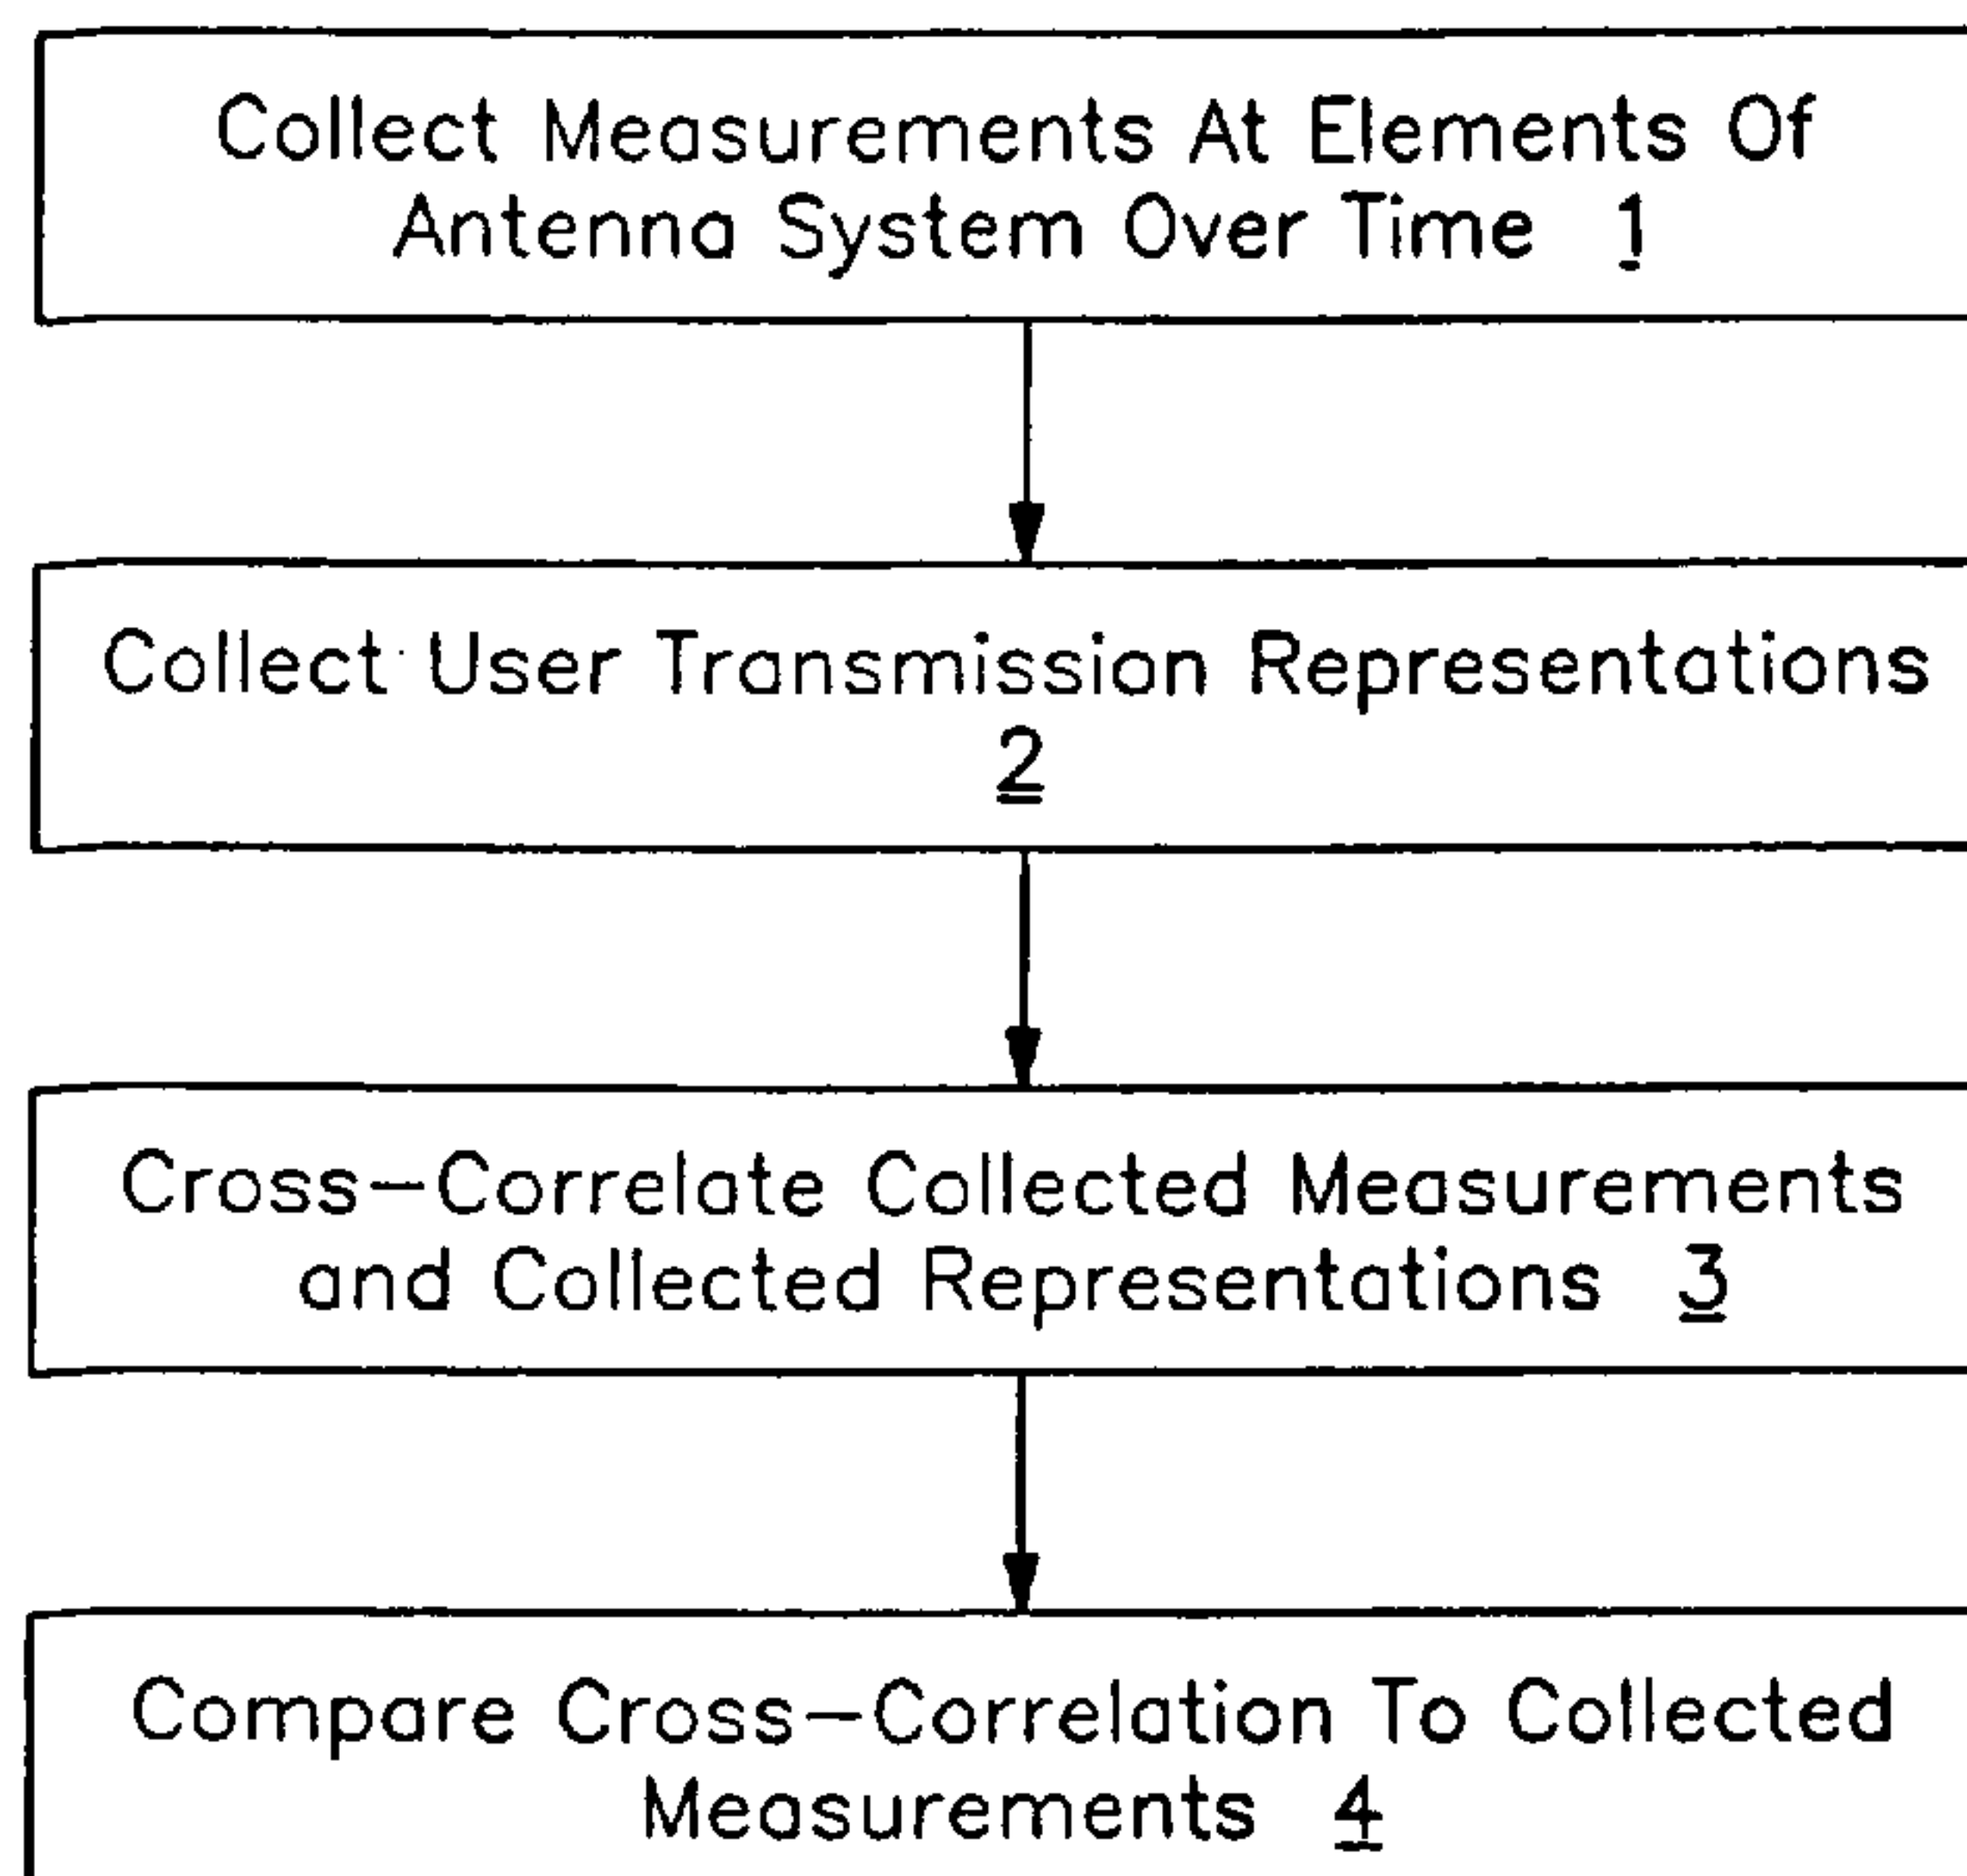 Collect Measurements At Elements Of
Antenna System Over Time 1
Collect User Transmission Representations
2
Cross-Correlate Collected Measurements
and Collected Representations 3
Compare Cross-Correlation To Collected
Measurements 4